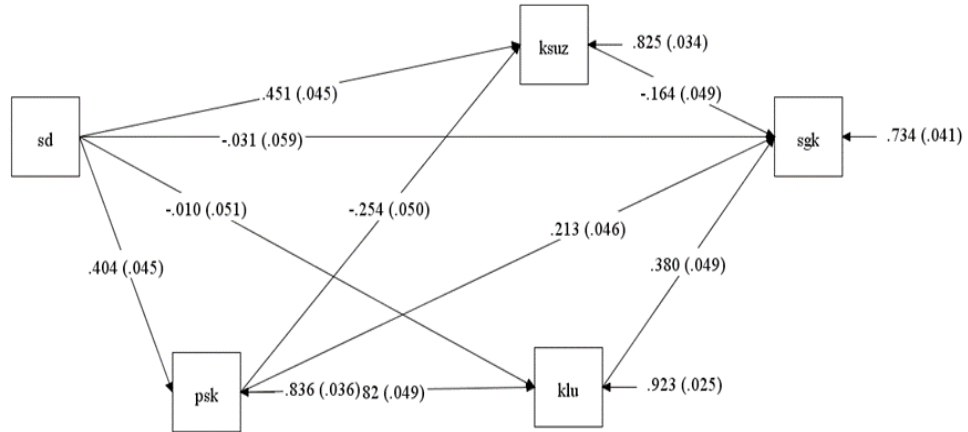 ksuz
.825 (.034)
.451 (.045)
-.164 (.049)
sd
-.031 (.059)
sgk
.734 (.041)
-.010 (.051)
-.254 (.050)
.213 (.046)
.404 (.045)
.380 (.049)
psk
.836 (.036)
82 (.049)
klu
.923 (.025)